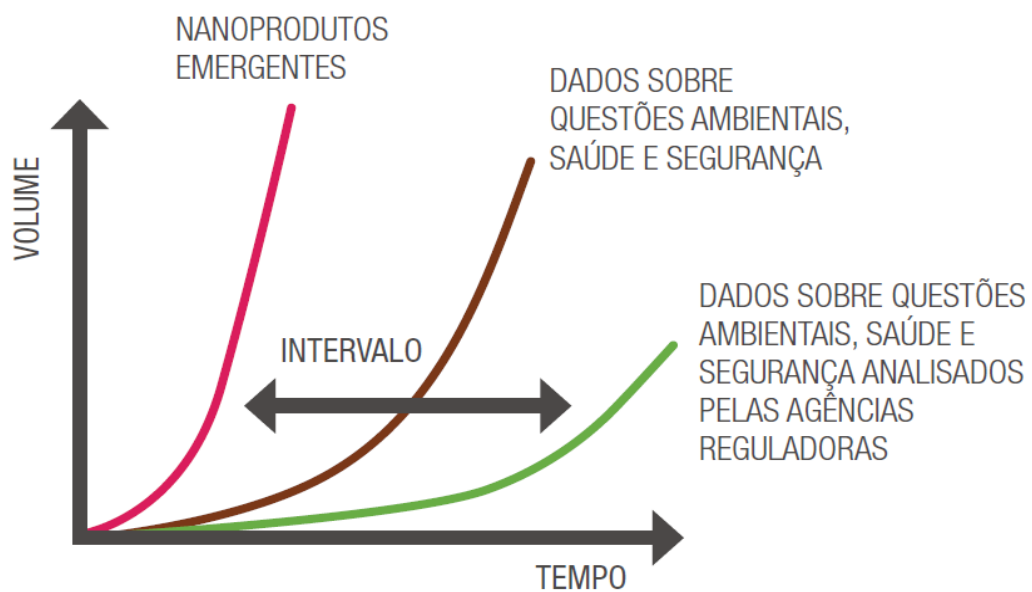 NANOPRODUTOS
EMERGENTES
DADOS SOBRE
QUESTÕES AMBIENTAIS,
SAÚDE E SEGURANÇA
VOLUME
INTERVALO
DADOS SOBRE QUESTÕES
AMBIENTAIS, SAÚDE E
SEGURANÇA ANALISADOS
PELAS AGÊNCIAS
REGULADORAS
TEMPO